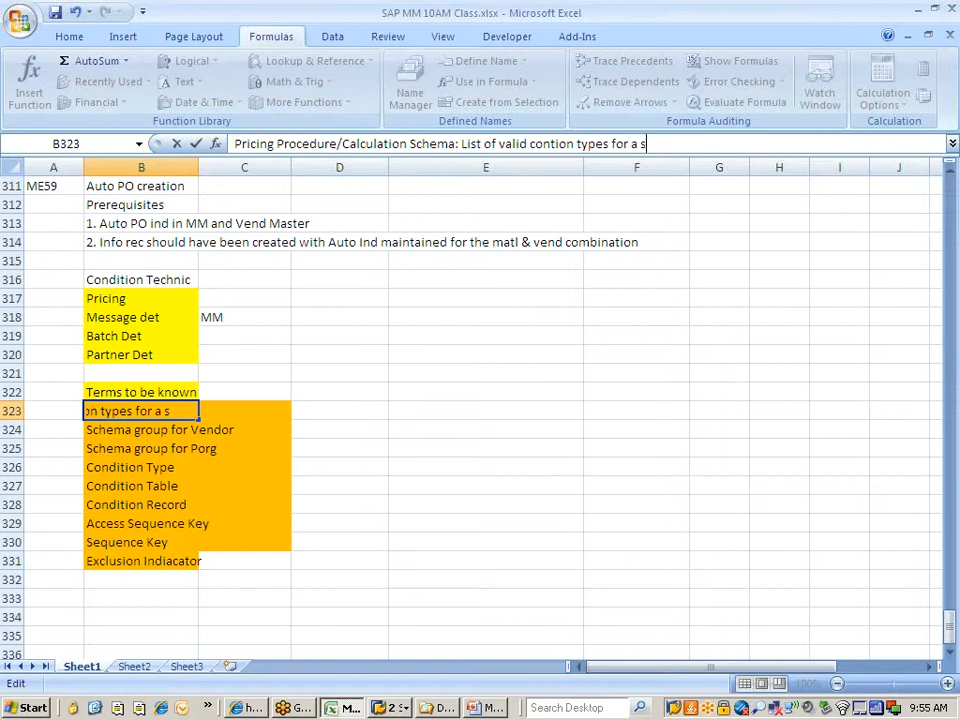 SAP MM 10AM Class.xlsx - Microsoft Excel
Home Insert Page Layout Formulas Data Review View Developer Add-Ins
AutoSum Logical Lookup & Reference Define Name Trace Precedents Show Formulas
Insert Function Recently Used Text Math & Trig Name Manager Use in Formula Trace Dependents Error Checking Watch Window Calculation Options
Financial Date & Time More Functions Create from Selection Remove Arrows Evaluate Formula
Function Library Defined Names Formula Auditing Calculation
B323 fx Pricing Procedure/Calculation Schema: List of valid contion types for a s
A B C D E F G H I J
311 ME59 Auto PO creation
312 Prerequisites
313 1. Auto PO ind in MM and Vend Master
314 2. Info rec should have been created with Auto Ind maintained for the matl & vend combination
315
316 Condition Technic
317 Pricing
318 Message det MM
319 Batch Det
320 Partner Det
321
322 Terms to be known
323 on types for a s
324 Schema group for Vendor
325 Schema group for Porg
326 Condition Type
327 Condition Table
328 Condition Record
329 Access Sequence Key
330 Sequence Key
331 Exclusion Indiacator
332
333
334
335
336
Sheet1 Sheet2 Sheet3
Edit 100%
Start h... G... M... 2 D... M... Search Desktop 9:55 AM